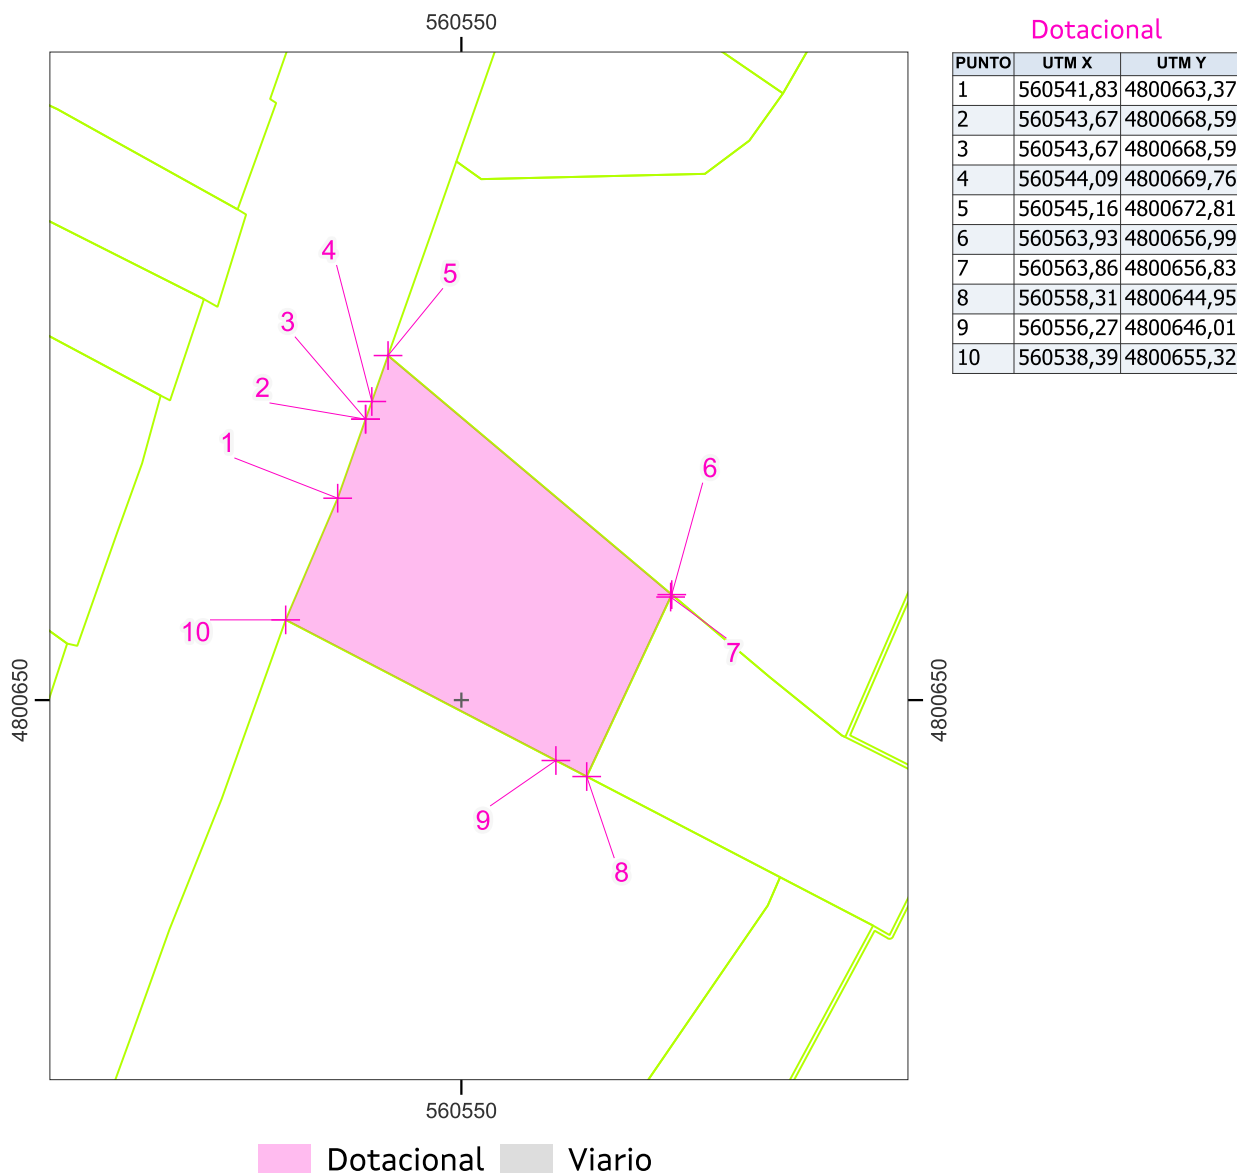 560550
Dotacional
PUNTO UTM X UTM Y
1 560541,83 4800663,37
2 560543,67 4800668,59
3 560543,67 4800668,59
4 560544,09 4800669,76
5 560545,16 4800672,81
6 560563,93 4800656,99
7 560563,86 4800656,83
8 560558,31 4800644,95
9 560556,27 4800646,01
10 560538,39 4800655,32
4
5
3
2
1
6
10
7
4800650
4800650
9
8
560550
Dotacional Viario